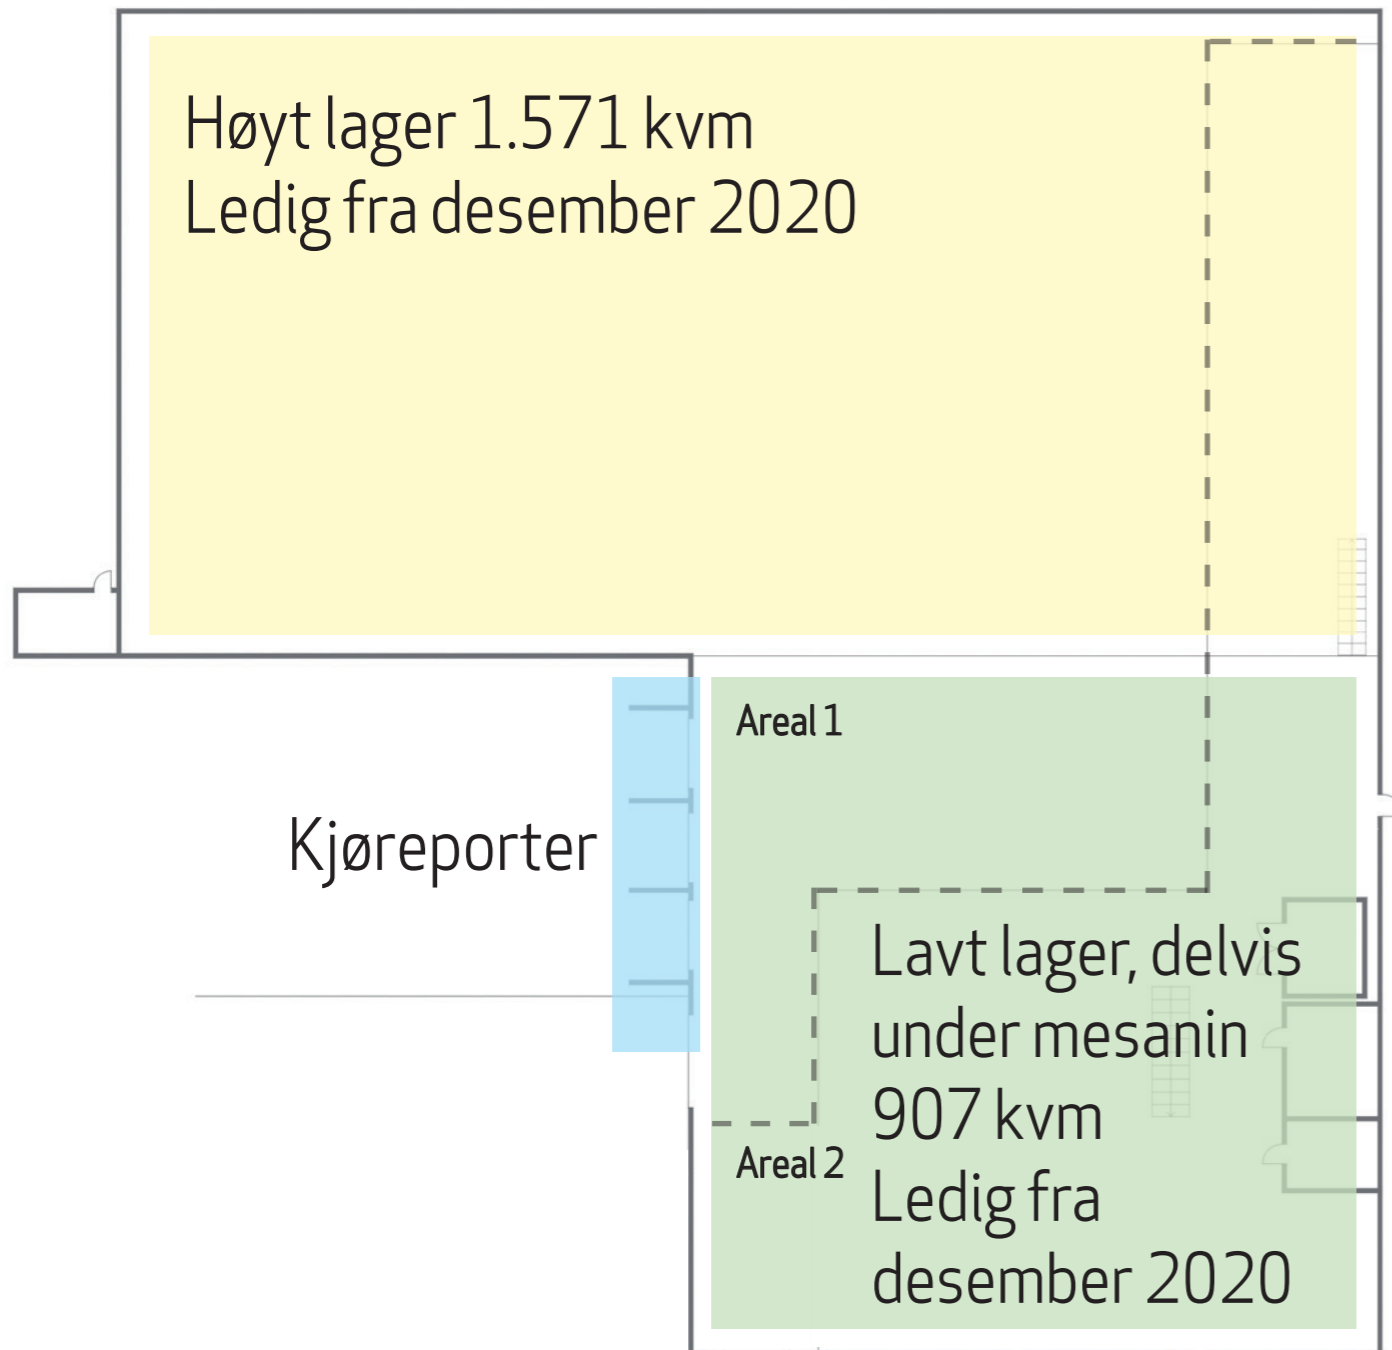 Høyt lager 1.571 kvm
Ledig fra desember 2020
Areal 1
Kjøreporter
Lavt lager, delvis
under mesanin
907 kvm
Areal 2
Ledig fra
desember 2020